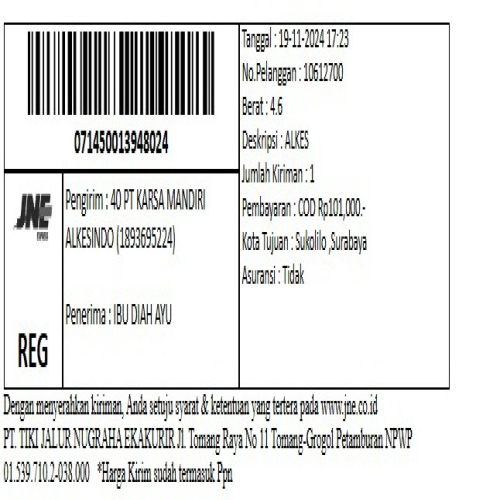 071450013948024
Tanggal : 19-11-2024 17:23
No.Pelanggan : 10612700
Berat : 4.6
Deskripsi : ALKES
Jumlah Kiriman : 1
Pembayaran : COD Rp101,000.-
Kota Tujuan : Sukolilo ,Surabaya
Asuransi : Tidak
JNE
EXPRESS
REG
Pengirim : 40 PT KARSA MANDIRI
ALKESINDO (1893695224)
Penerima : IBU DIAH AYU
Dengan menyerahkan kiriman, Anda setuju syarat & ketentuan yang tertera pada www.jne.co.id
PT. TIKI JALUR NUGRAHA EKAKURIR Jl. Tomang Raya No 11 Tomang-Grogol Petamburan NPWP
01.539.710.2-038.000 *Harga Kirim sudah termasuk Ppn